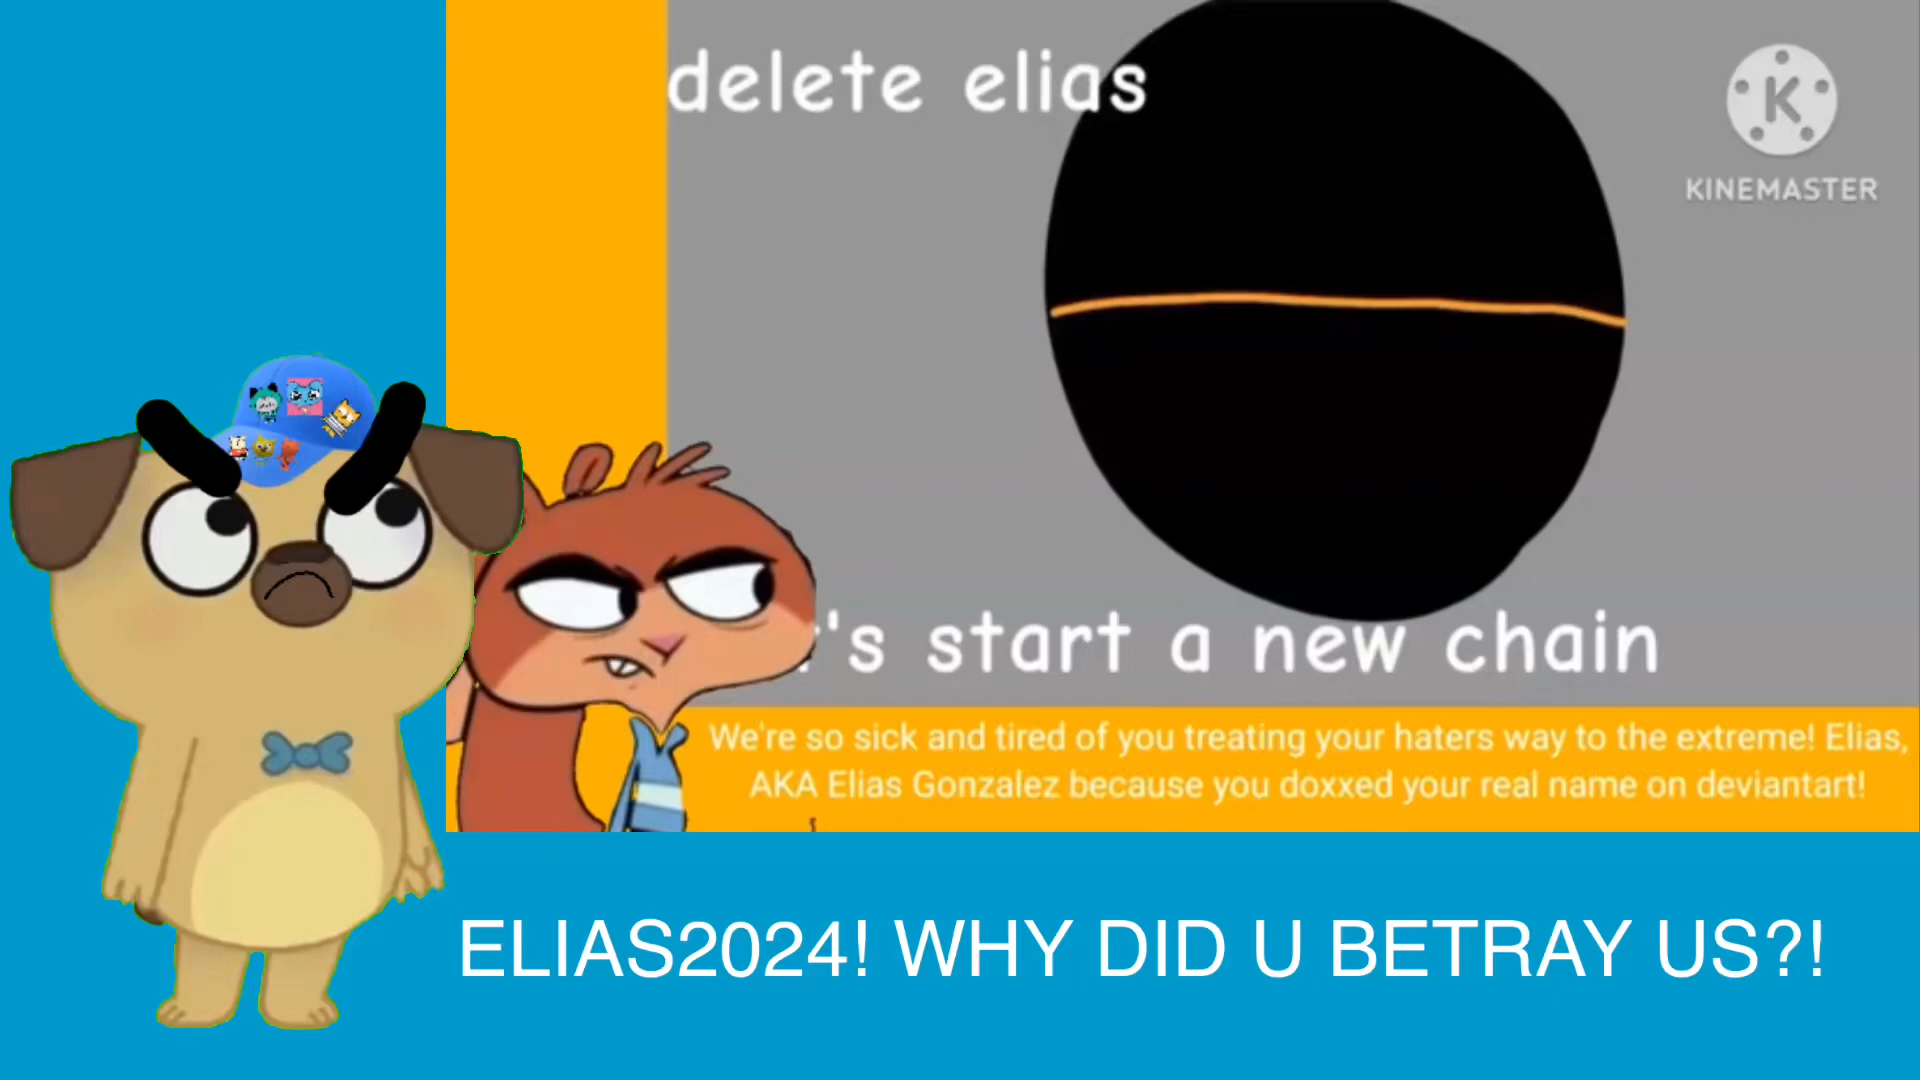 delete elias
K
KINEMASTER
's start a new chain
We're so sick and tired of you treating your haters way to the extreme! Elias,
AKA Elias Gonzalez because you doxxed your real name on deviantart!
ELIAS2024! WHY DID U BETRAY US?!